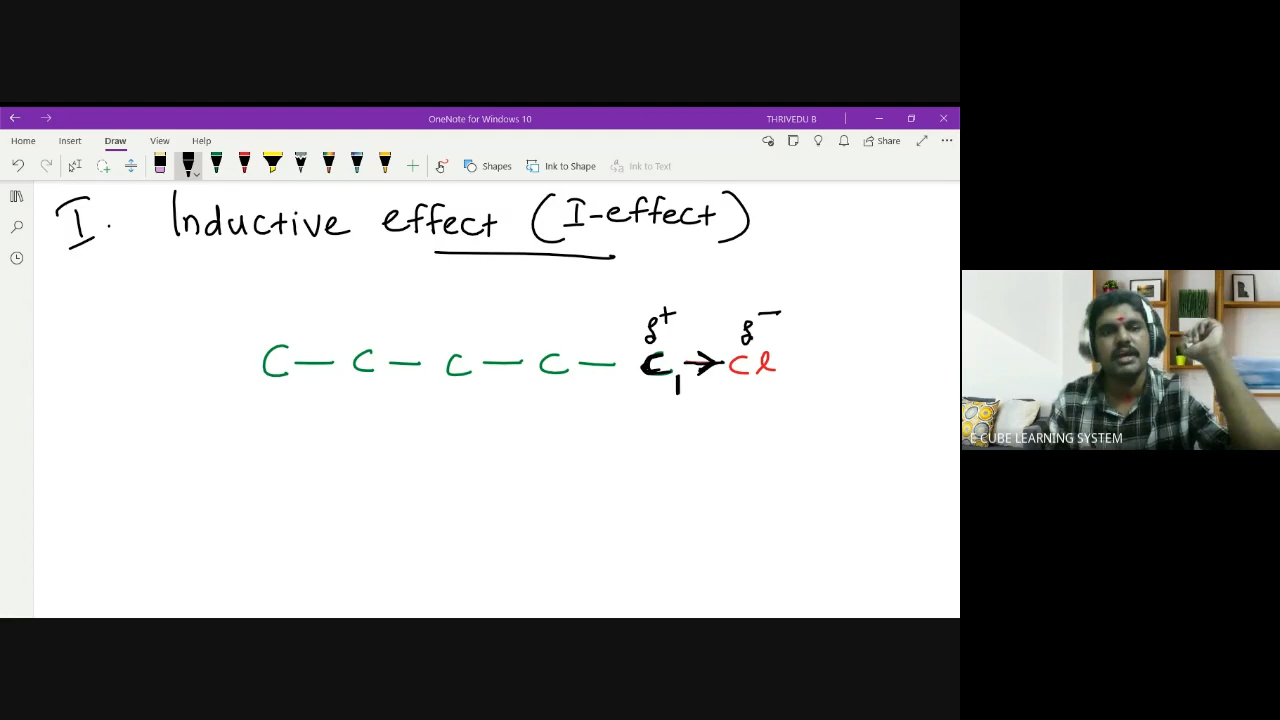 OneNote for Windows 10
THRIVEDU B
Home Insert Draw View Help
Share
Shapes Ink to Shape Ink to Text
I. Inductive effect (I-effect)
δ+ δ−
C — C — C — C — C1 → Cl
E CUBE LEARNING SYSTEM